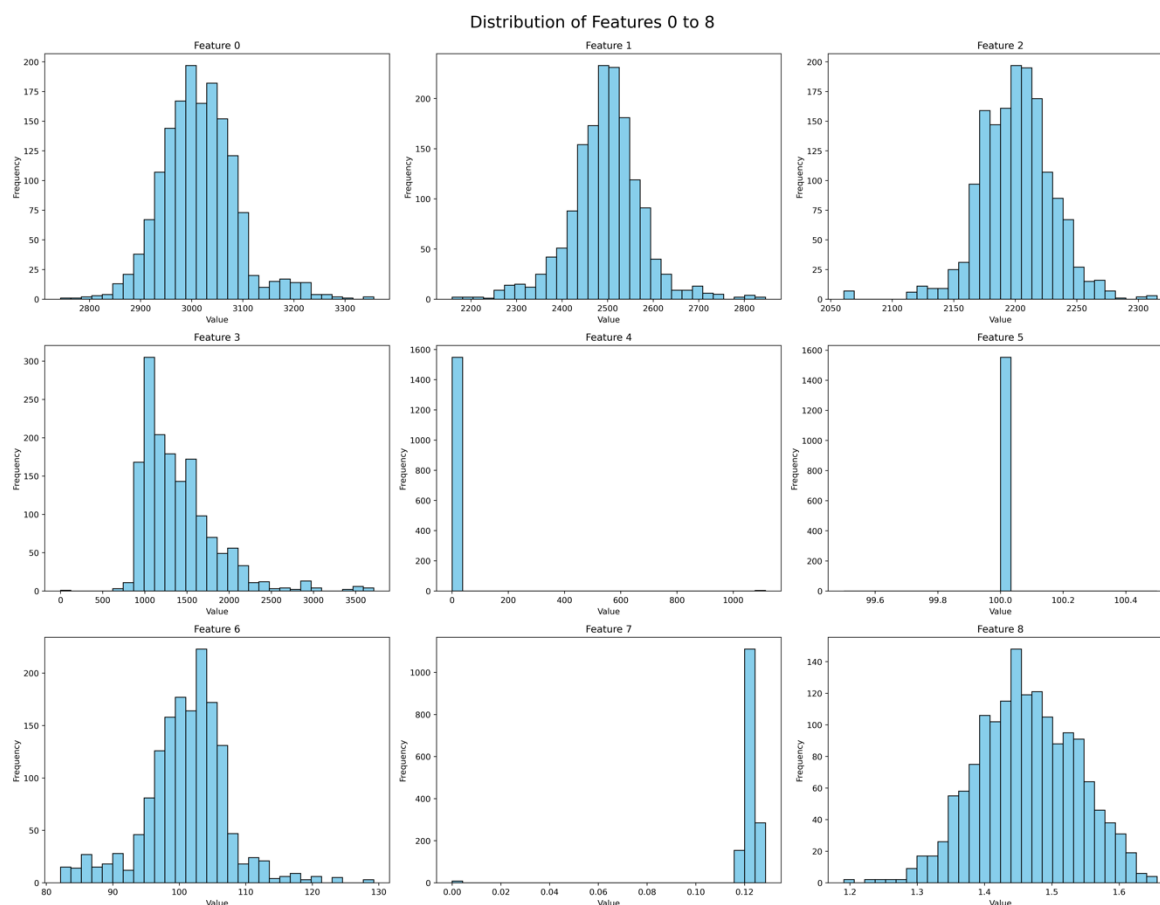 Distribution of Features 0 to 8
Feature 0
Frequency
200
175
150
125
100
75
50
25
0
2800 2900 3000 3100 3200 3300
Value
Feature 1
Frequency
200
150
100
50
0
2200 2300 2400 2500 2600 2700 2800
Value
Feature 2
Frequency
200
175
150
125
100
75
50
25
0
2050 2100 2150 2200 2250 2300
Value
Feature 3
Frequency
300
250
200
150
100
50
0
0 500 1000 1500 2000 2500 3000 3500
Value
Feature 4
Frequency
1600
1400
1200
1000
800
600
400
200
0
0 200 400 600 800 1000
Value
Feature 5
Frequency
1600
1400
1200
1000
800
600
400
200
0
99.6 99.8 100.0 100.2 100.4
Value
Feature 6
Frequency
200
150
100
50
0
80 90 100 110 120 130
Value
Feature 7
Frequency
1000
800
600
400
200
0
0.00 0.02 0.04 0.06 0.08 0.10 0.12
Value
Feature 8
Frequency
140
120
100
80
60
40
20
0
1.2 1.3 1.4 1.5 1.6
Value